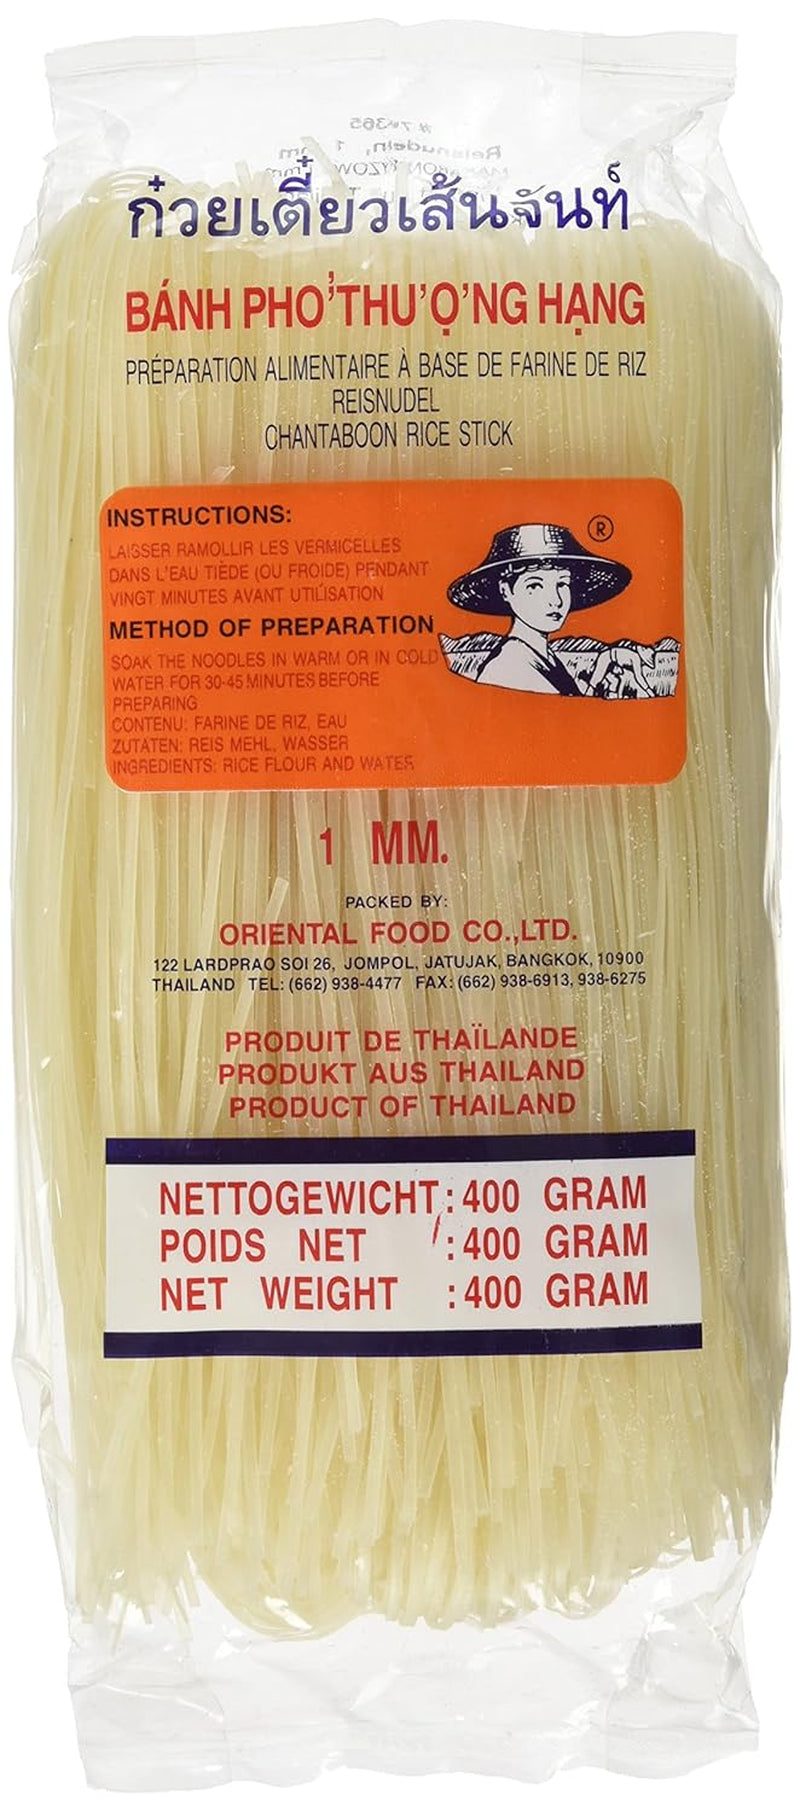 ก๋วยเตี๋ยวเส้นจันท์
BÁNH PHO’̉THU’Ọ’NG HẠNG
PRÉPARATION ALIMENTAIRE À BASE DE FARINE DE RIZ
REISNUDEL
CHANTABOON RICE STICK
INSTRUCTIONS:
LAISSER RAMOLLIR LES VERMICELLES
DANS L'EAU TIÈDE (OU FROIDE) PENDANT
VINGT MINUTES AVANT UTILISATION
METHOD OF PREPARATION
SOAK THE NOODLES IN WARM OR IN COLD
WATER FOR 30-45 MINUTES BEFORE
PREPARING
CONTENU: FARINE DE RIZ, EAU
ZUTATEN: REIS MEHL, WASSER
INGREDIENTS: RICE FLOUR AND WATER
®
1 MM.
PACKED BY:
ORIENTAL FOOD CO.,LTD.
122 LARDPRAO SOI 26, JOMPOL, JATUJAK, BANGKOK, 10900
THAILAND TEL: (662) 938-4477 FAX: (662) 938-6913, 938-6275
PRODUIT DE THAÏLANDE
PRODUKT AUS THAILAND
PRODUCT OF THAILAND
NETTOGEWICHT : 400 GRAM
POIDS NET : 400 GRAM
NET WEIGHT : 400 GRAM